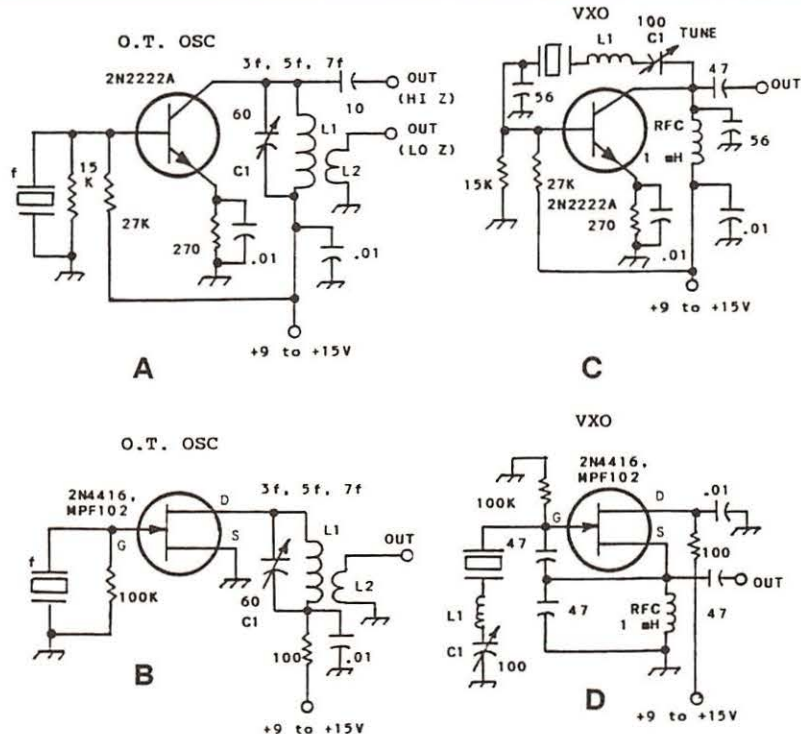 O.T. OSC
2N2222A
3f, 5f, 7f
10
OUT
(HI Z)
60
C1
L1
OUT
(LO Z)
L2
f
15
K
27K
270
.01
.01
+9 to +15V
A
VXO
100
C1
TUNE
L1
47
OUT
56
RFC
1 mH
56
15K
27K
2N2222A
270
.01
.01
+9 to +15V
C
O.T. OSC
2N4416,
MPF102
D
S
G
3f, 5f, 7f
L1
OUT
L2
f
100K
60
C1
100
.01
+9 to +15V
B
VXO
2N4416,
MPF102
100K
D
.01
G
S
47
100
OUT
47
L1
47
RFC
1 mH
C1
100
+9 to +15V
D